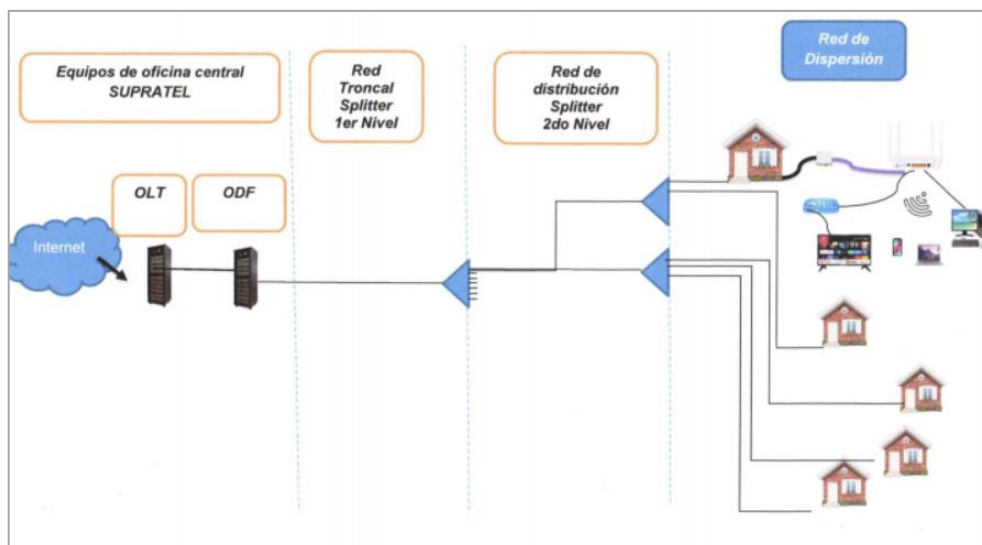 Equipos de oficina central
SUPRATEL
Red
Troncal
Splitter
1er Nivel
Red de
distribución
Splitter
2do Nivel
Red de
Dispersión
OLT
ODF
Internet